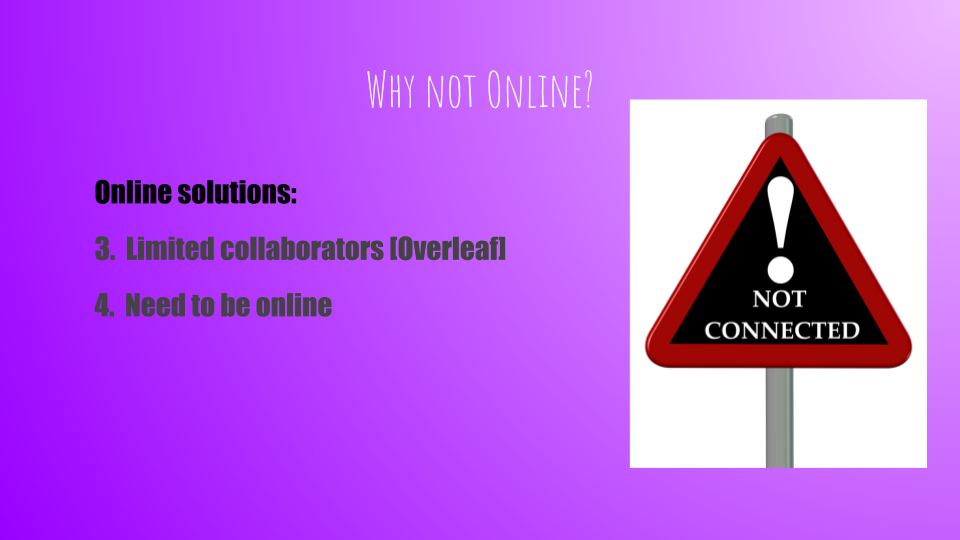 Why not Online?
Online solutions:
3. Limited collaborators [Overleaf]
4. Need to be online
NOT
CONNECTED